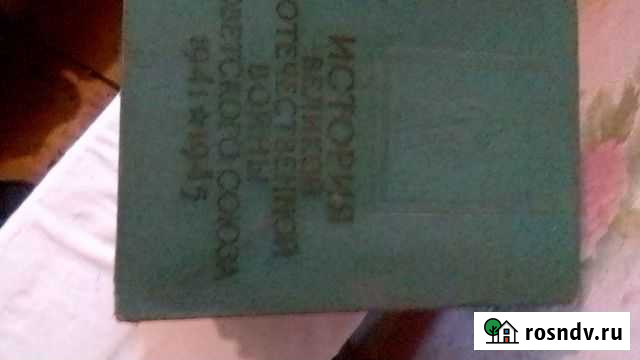 ИСТОРИЯ
ВЕЛИКОЙ
ОТЕЧЕСТВЕННОЙ
ВОЙНЫ
СОВЕТСКОГО СОЮЗА
1941★1945
rosndv.ru